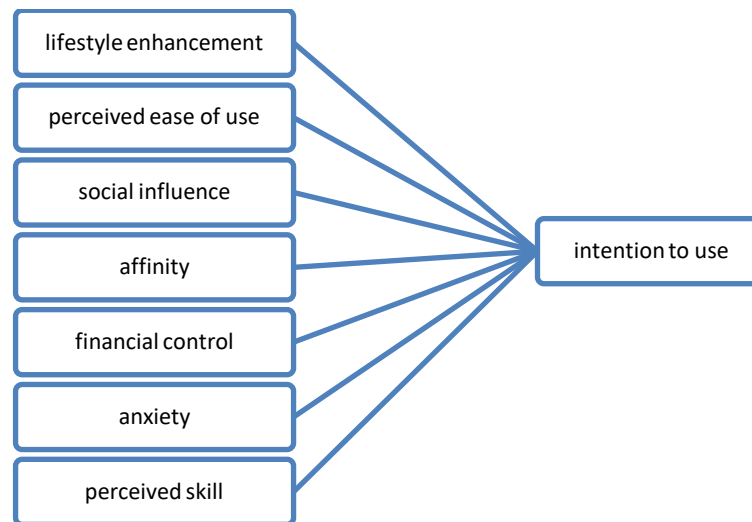 lifestyle enhancement
perceived ease of use
social influence
affinity
financial control
anxiety
perceived skill
intention to use